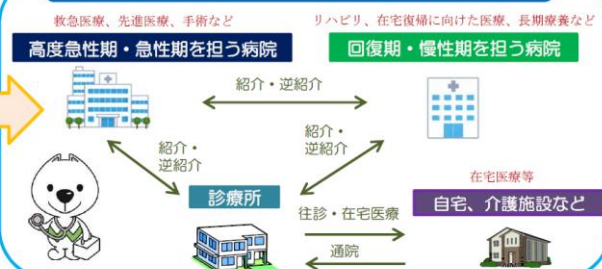 救急医療、先進医療、手術など
リハビリ、在宅復帰に向けた医療、長期療養など
高度急性期・急性期を担う病院
回復期・慢性期を担う病院
紹介・逆紹介
紹介・
逆紹介
紹介・
逆紹介
在宅医療等
診療所
自宅、介護施設など
往診・在宅医療
通院